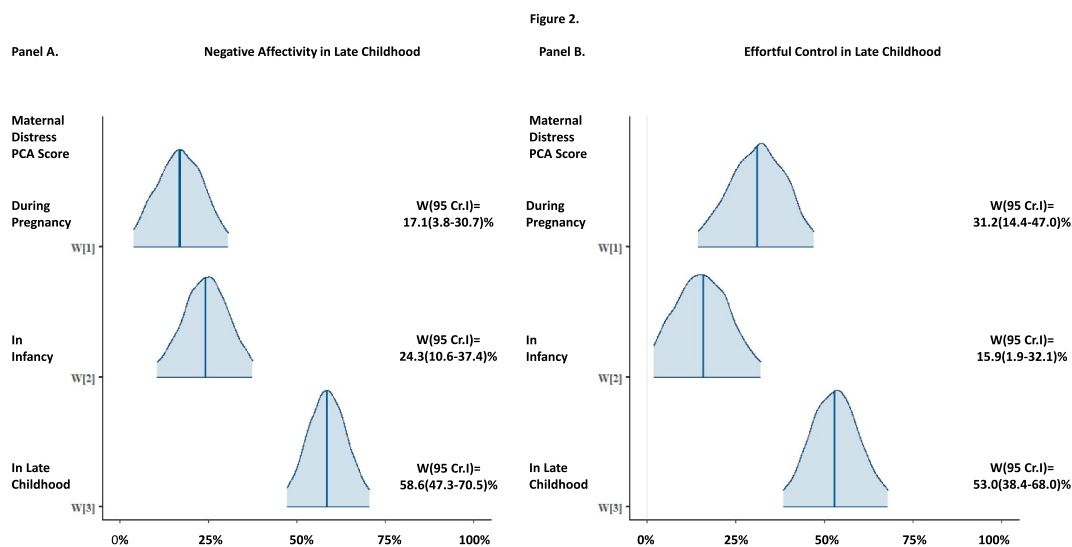 Figure 2.
Panel A.
Negative Affectivity in Late Childhood
Maternal
Distress
PCA Score
During
Pregnancy
W(95 Cr.I)=
17.1(3.8-30.7)%
W[1]
In
Infancy
W(95 Cr.I)=
24.3(10.6-37.4)%
W[2]
In Late
Childhood
W(95 Cr.I)=
58.6(47.3-70.5)%
W[3]
0% 25% 50% 75% 100%
Panel B.
Effortful Control in Late Childhood
Maternal
Distress
PCA Score
During
Pregnancy
W(95 Cr.I)=
31.2(14.4-47.0)%
W[1]
In
Infancy
W(95 Cr.I)=
15.9(1.9-32.1)%
W[2]
In Late
Childhood
W(95 Cr.I)=
53.0(38.4-68.0)%
W[3]
0% 25% 50% 75% 100%